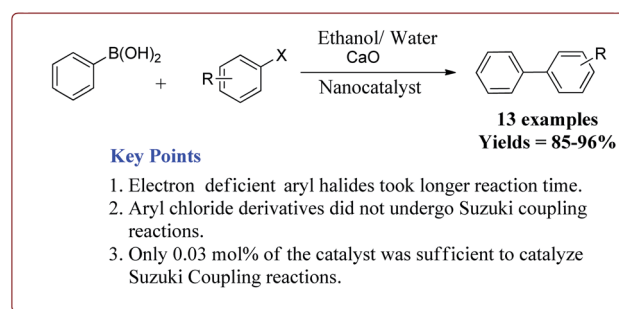 B(OH)2
X
Ethanol/ Water
CaO
R
+
R
Nanocatalyst
13 examples
Yields = 85-96%
Key Points
1. Electron deficient aryl halides took longer reaction time.
2. Aryl chloride derivatives did not undergo Suzuki coupling
reactions.
3. Only 0.03 mol% of the catalyst was sufficient to catalyze
Suzuki Coupling reactions.